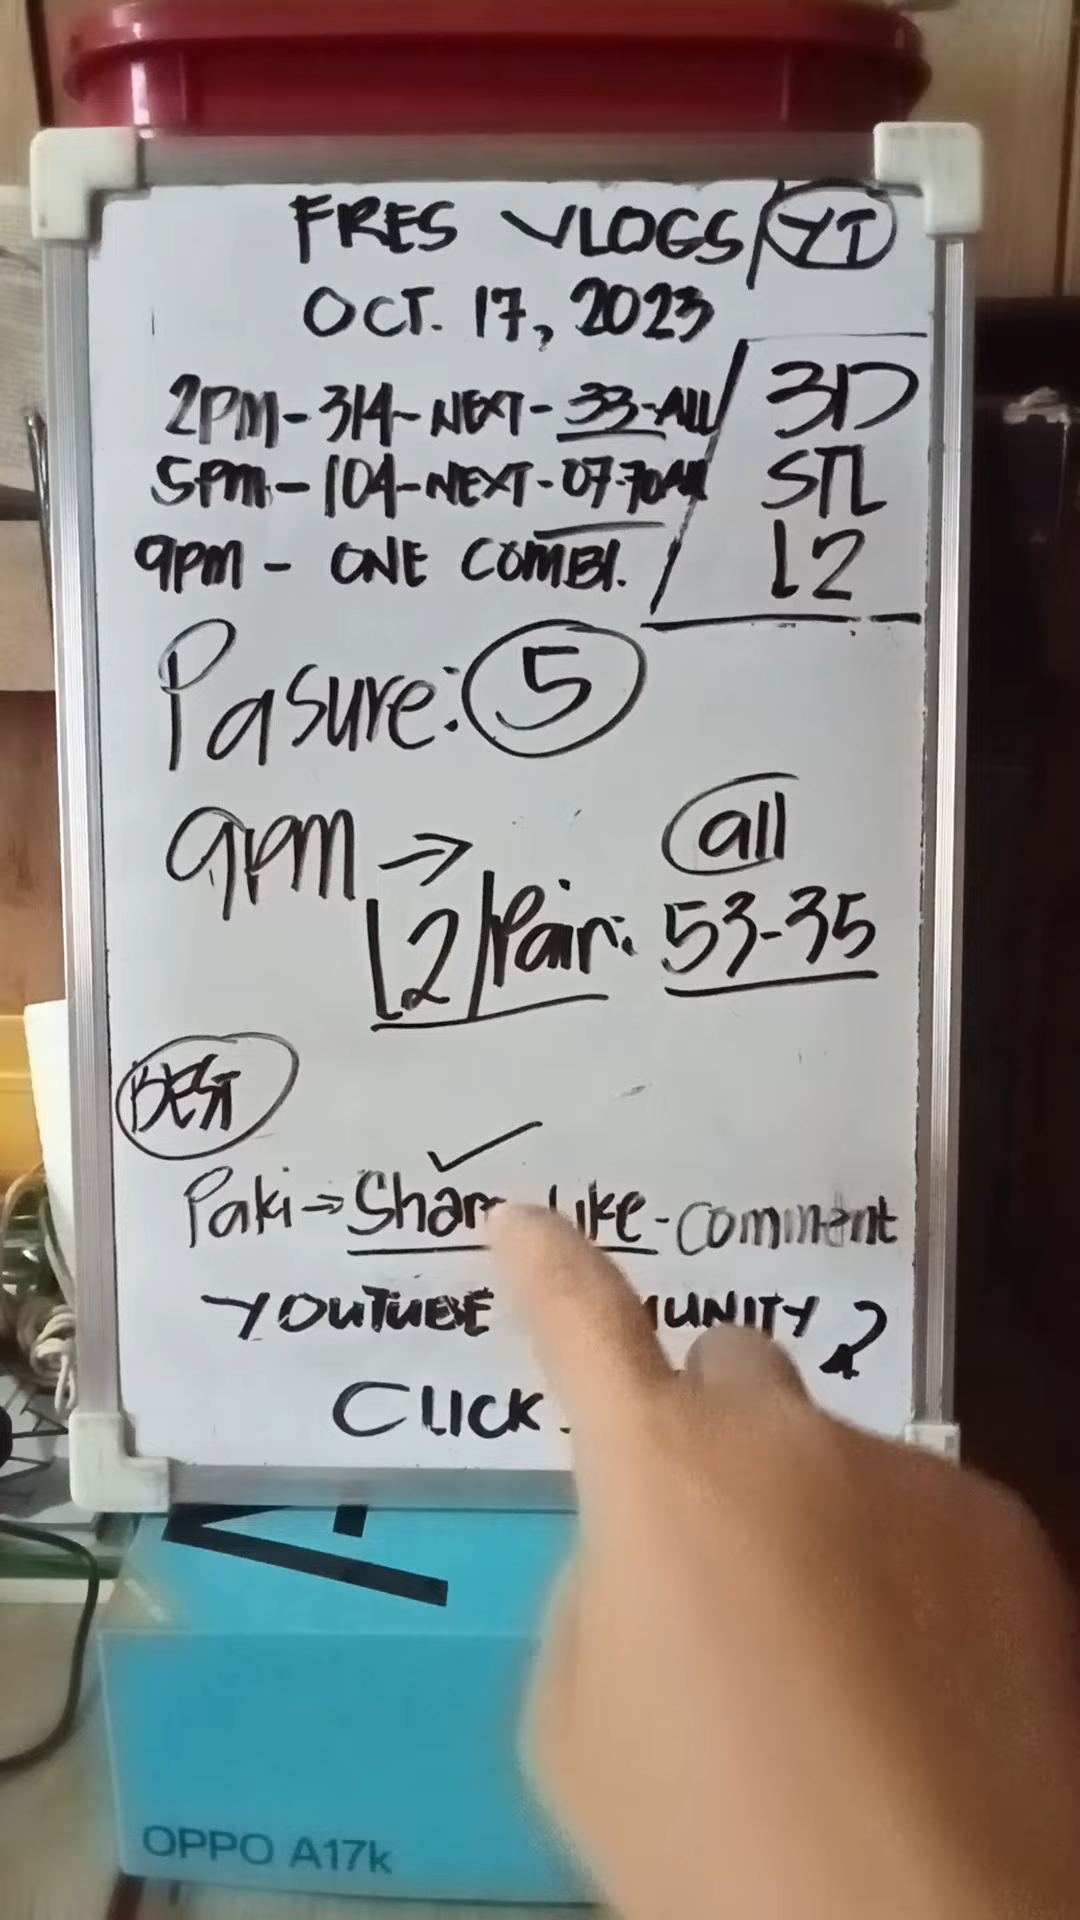 FRES VLOGS/YT
OCT. 17, 2023
2PM - 314 - NEXT - 33 - ALL
5PM - 104 - NEXT - 07-70 All
9PM - ONE COMBI.
3D
STL
L2
Pasure: 5
9PM → all
L2/Pair: 53-35
BEST
Paki → Share Like - Comment
YOUTUBE
CLICK
OPPO A17k